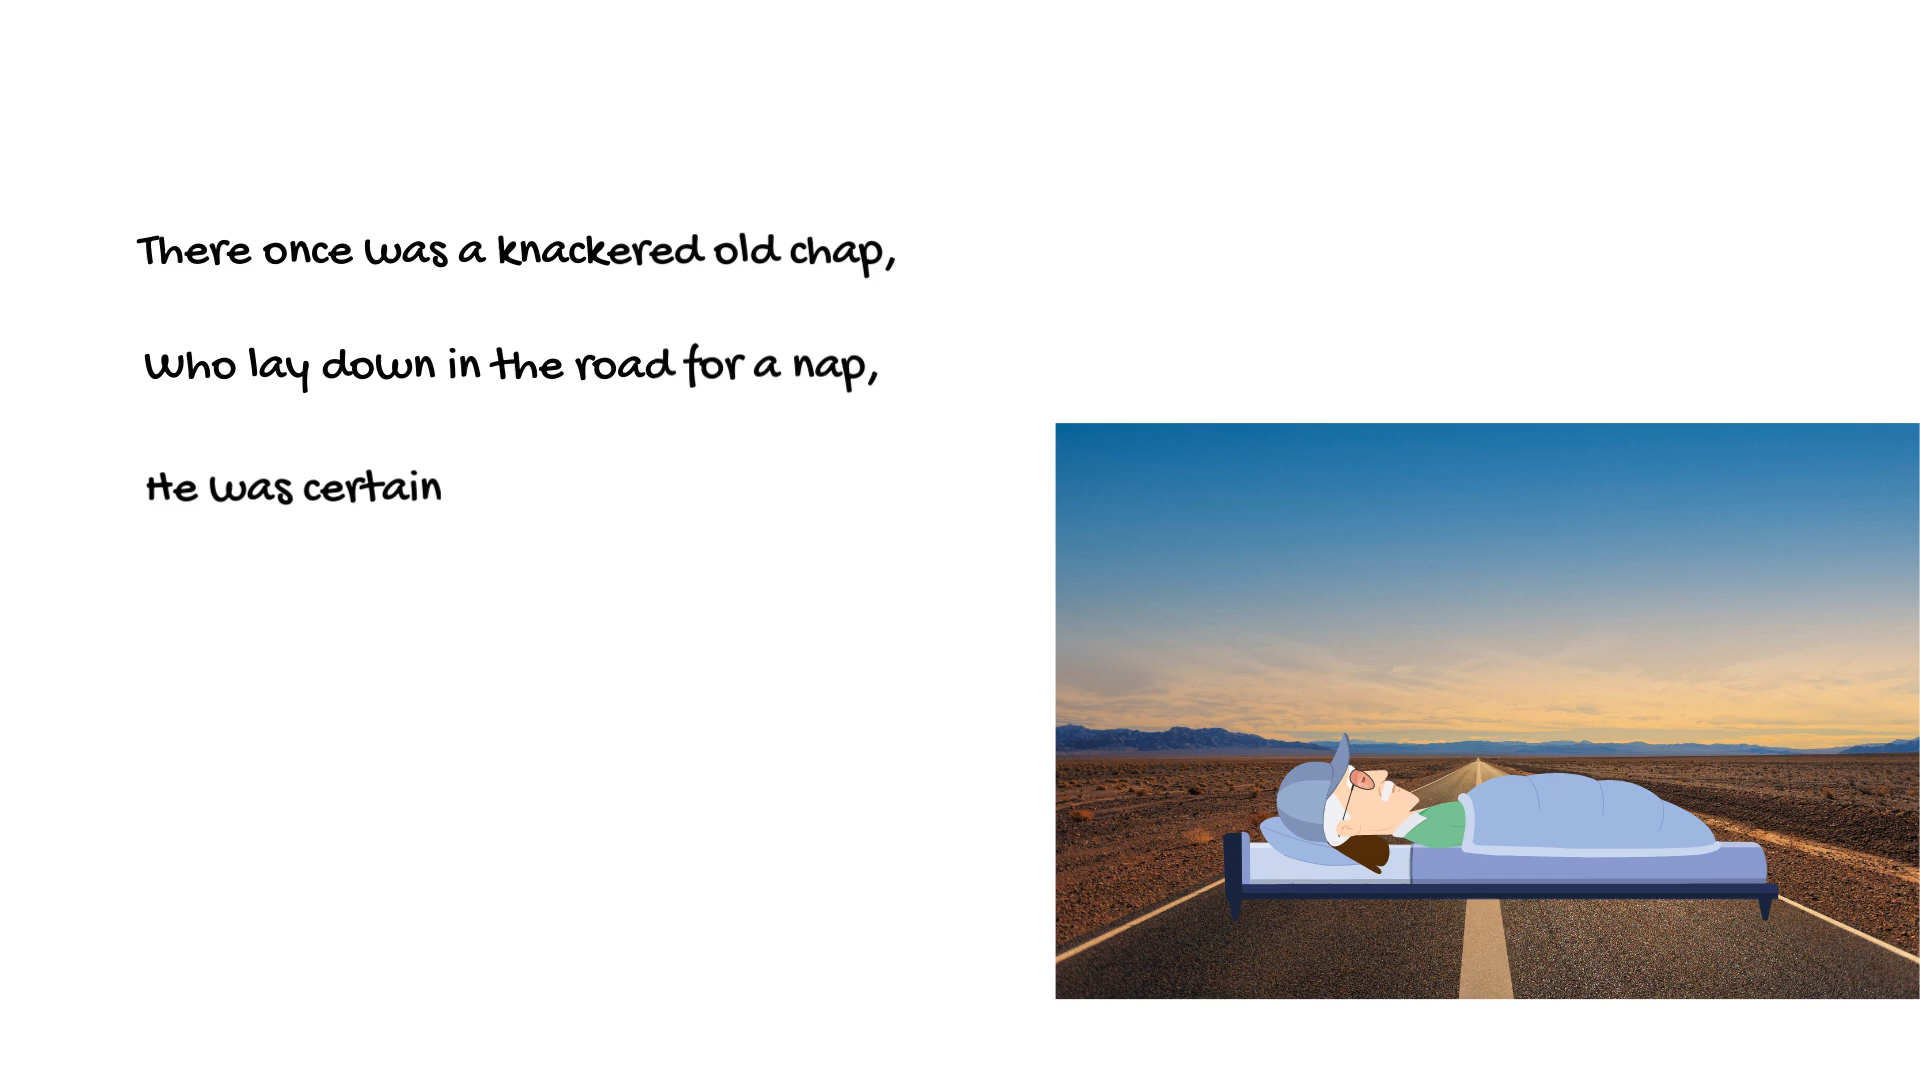 There once was a knackered old chap,
Who lay down in the road for a nap,
He was certain